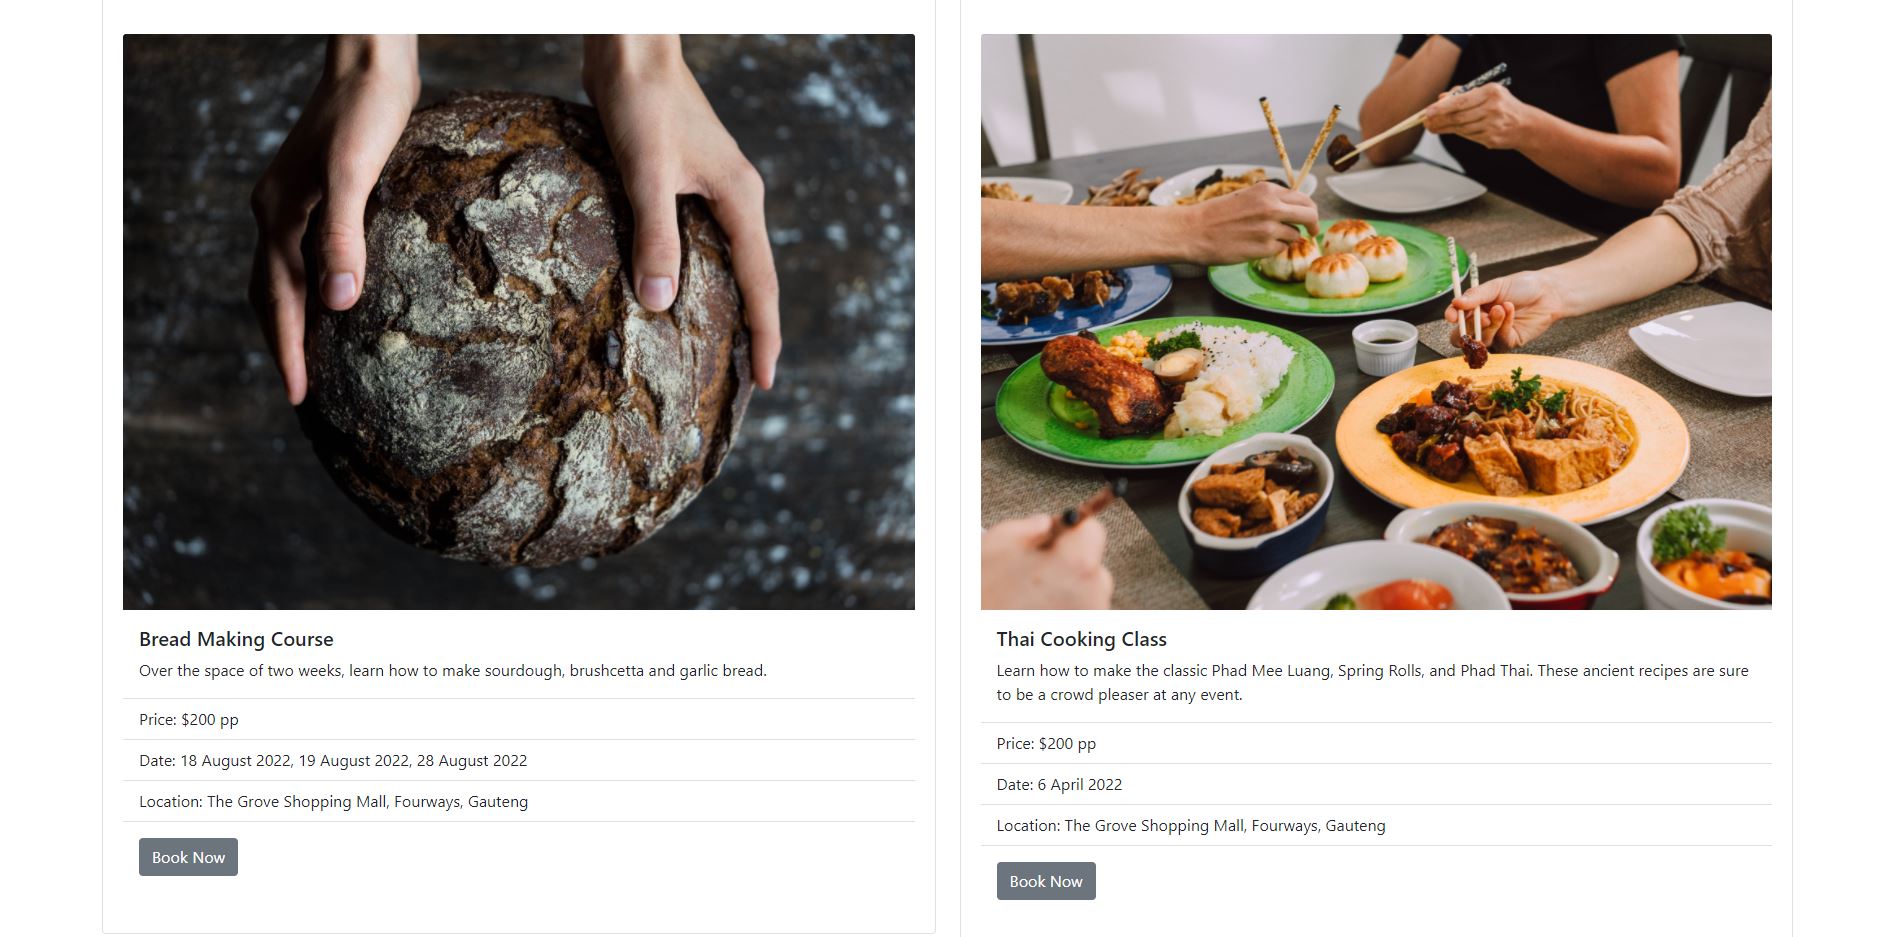 Bread Making Course
Over the space of two weeks, learn how to make sourdough, brushcetta and garlic bread.
Price: $200 pp
Date: 18 August 2022, 19 August 2022, 28 August 2022
Location: The Grove Shopping Mall, Fourways, Gauteng
Book Now
Thai Cooking Class
Learn how to make the classic Phad Mee Luang, Spring Rolls, and Phad Thai. These ancient recipes are sure
to be a crowd pleaser at any event.
Price: $200 pp
Date: 6 April 2022
Location: The Grove Shopping Mall, Fourways, Gauteng
Book Now